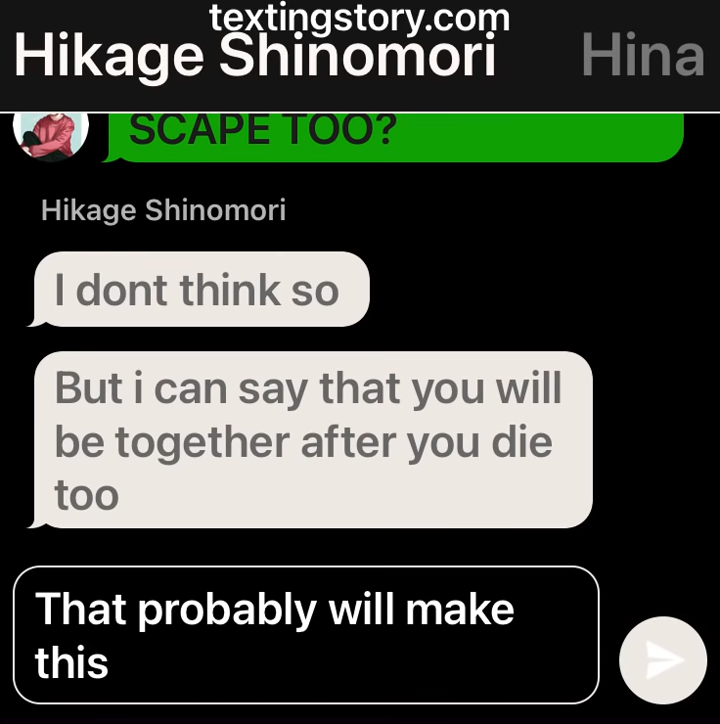 textingstory.com
Hikage Shinomori Hina
SCAPE TOO?
Hikage Shinomori
I dont think so
But i can say that you will
be together after you die
too
That probably will make
this